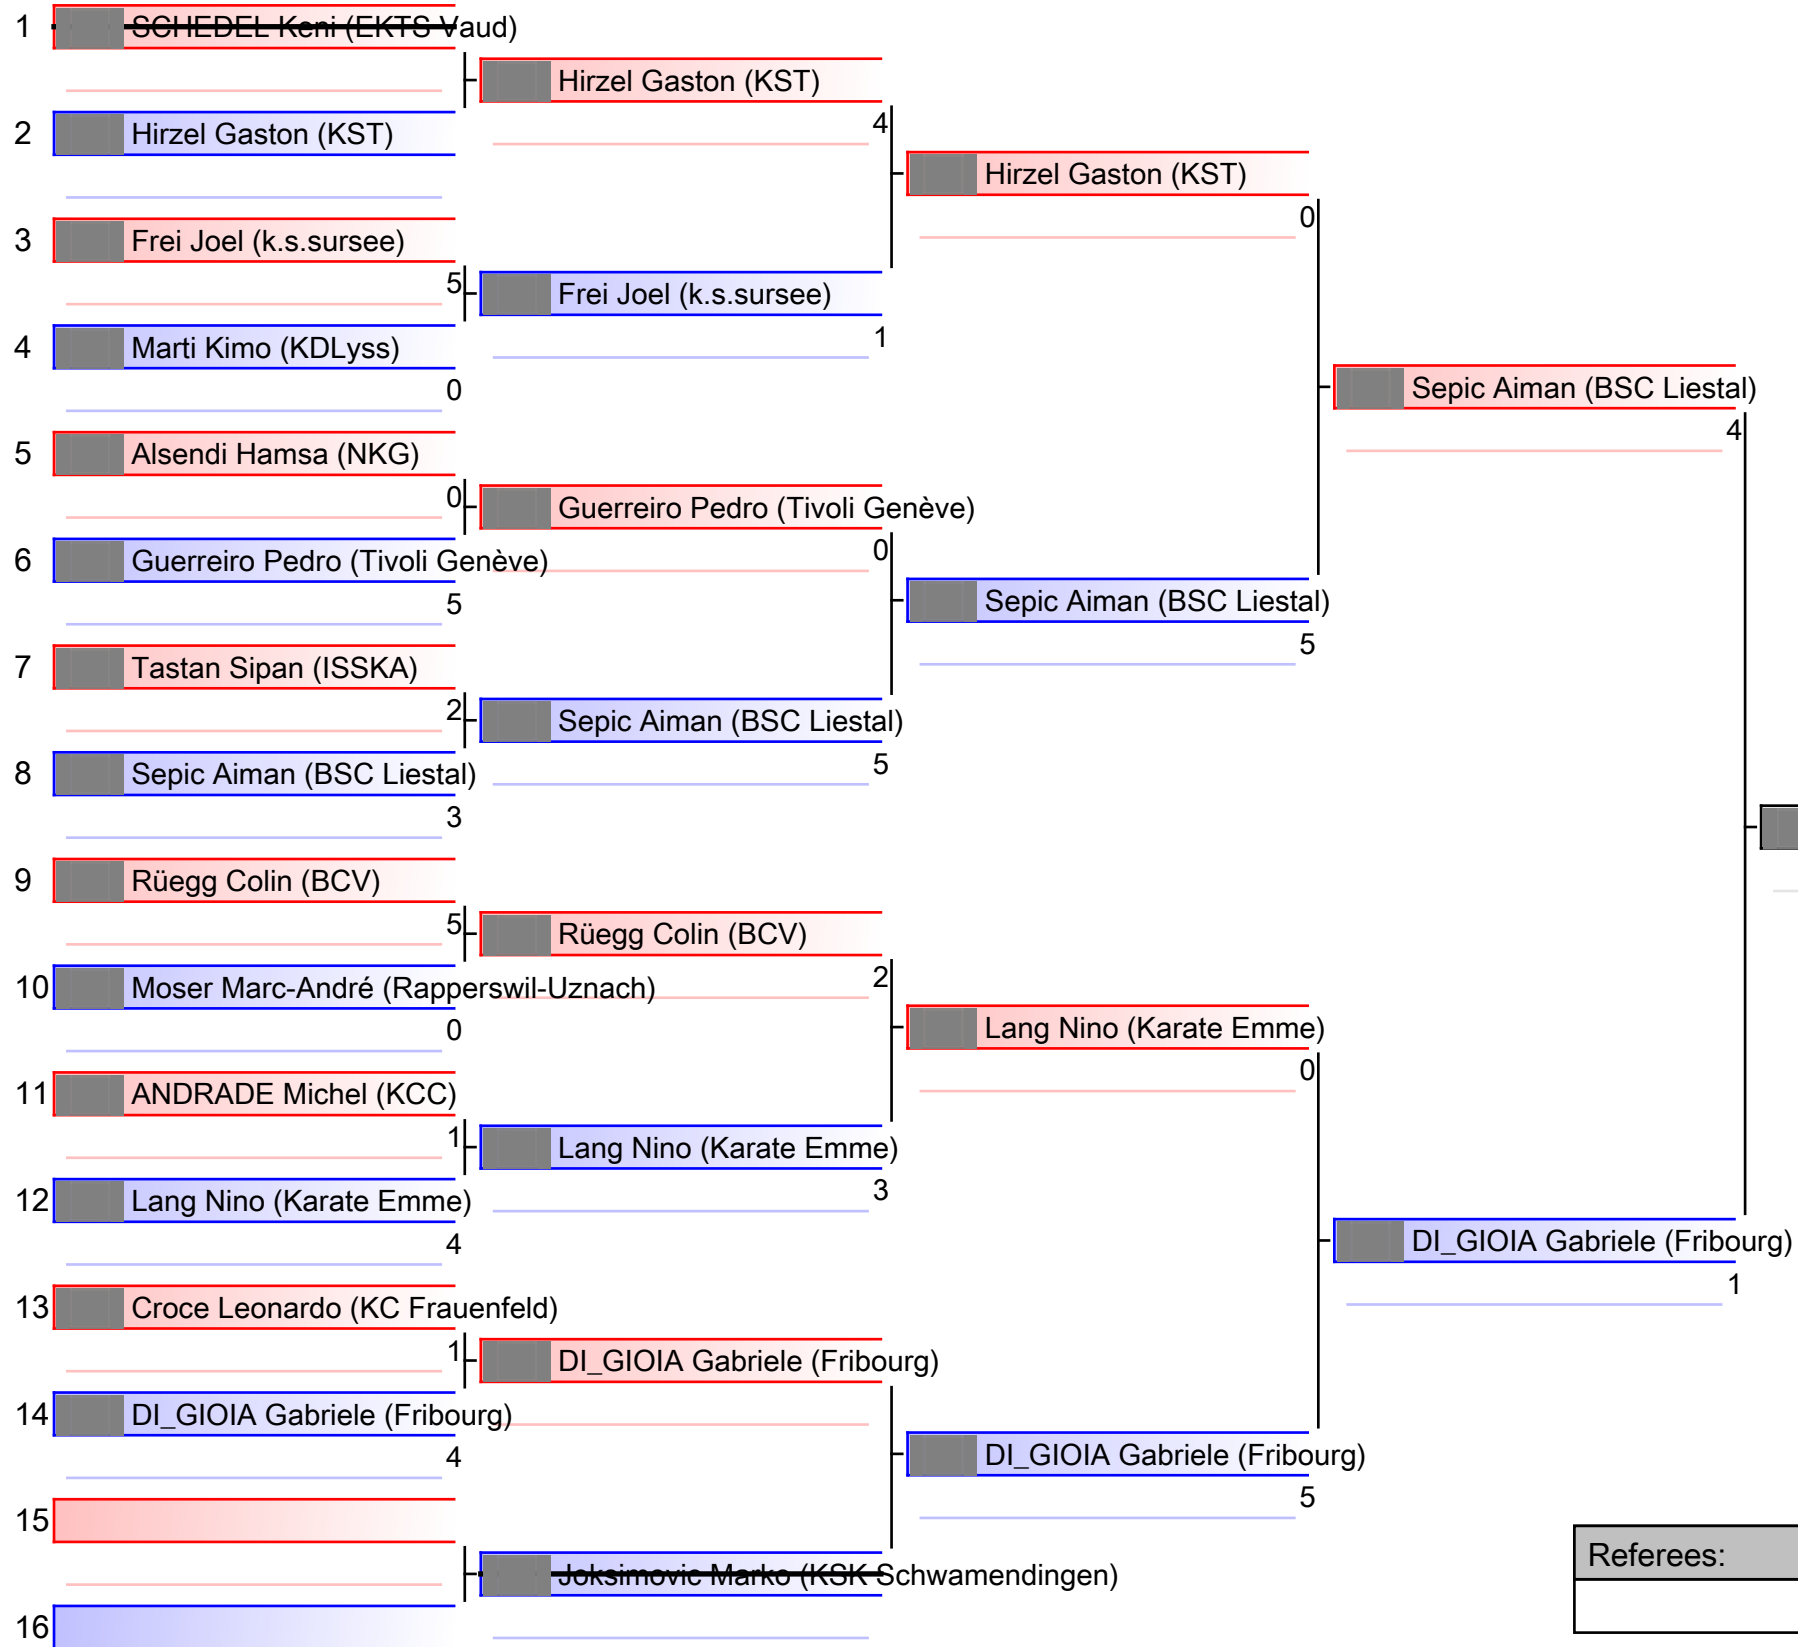 1 SCHEDEL Keni (EKTS Vaud)
Hirzel Gaston (KST)
4
2 Hirzel Gaston (KST)
Hirzel Gaston (KST)
0
3 Frei Joel (k.s.sursee)
5
Frei Joel (k.s.sursee)
1
4 Marti Kimo (KDLyss)
0
Sepic Aiman (BSC Liestal)
4
5 Alsendi Hamsa (NKG)
0
Guerreiro Pedro (Tivoli Genève)
0
6 Guerreiro Pedro (Tivoli Genève)
5
Sepic Aiman (BSC Liestal)
5
7 Tastan Sipan (ISSKA)
2
Sepic Aiman (BSC Liestal)
5
8 Sepic Aiman (BSC Liestal)
3
9 Rüegg Colin (BCV)
5
Rüegg Colin (BCV)
2
10 Moser Marc-André (Rapperswil-Uznach)
0
Lang Nino (Karate Emme)
0
11 ANDRADE Michel (KCC)
1
Lang Nino (Karate Emme)
3
12 Lang Nino (Karate Emme)
4
DI_GIOIA Gabriele (Fribourg)
1
13 Croce Leonardo (KC Frauenfeld)
1
DI_GIOIA Gabriele (Fribourg)
14 DI_GIOIA Gabriele (Fribourg)
4
DI_GIOIA Gabriele (Fribourg)
5
15
Joksimovic Marko (KSK Schwamendingen)
16
Referees: